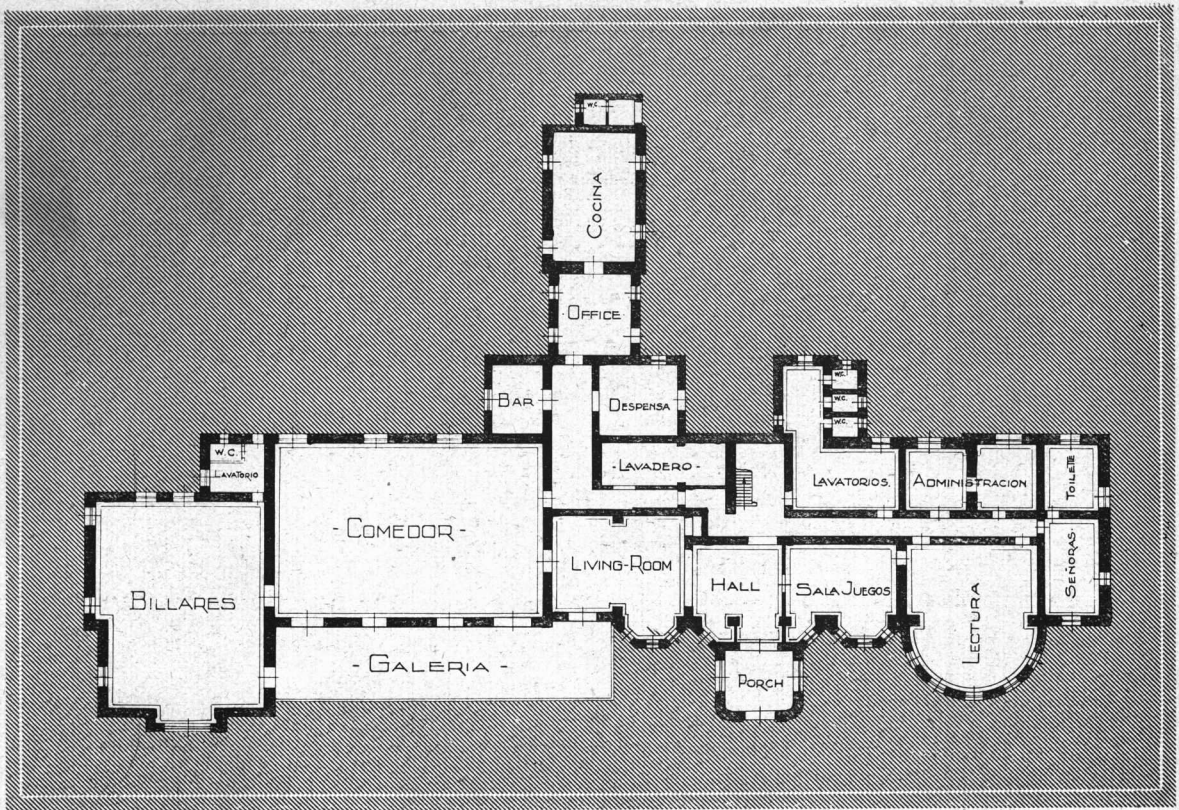 W.C.
COCINA
- OFFICE -
BAR
DESPENSA
W.C.
W.C.
W.C.
W.C.
LAVATORIO
- LAVADERO -
LAVATORIOS.
ADMINISTRACION
TOILETE
- COMEDOR -
LIVING-ROOM
HALL
SALA JUEGOS
LECTURA
SEÑORAS.
BILLARES
- GALERIA -
PORCH